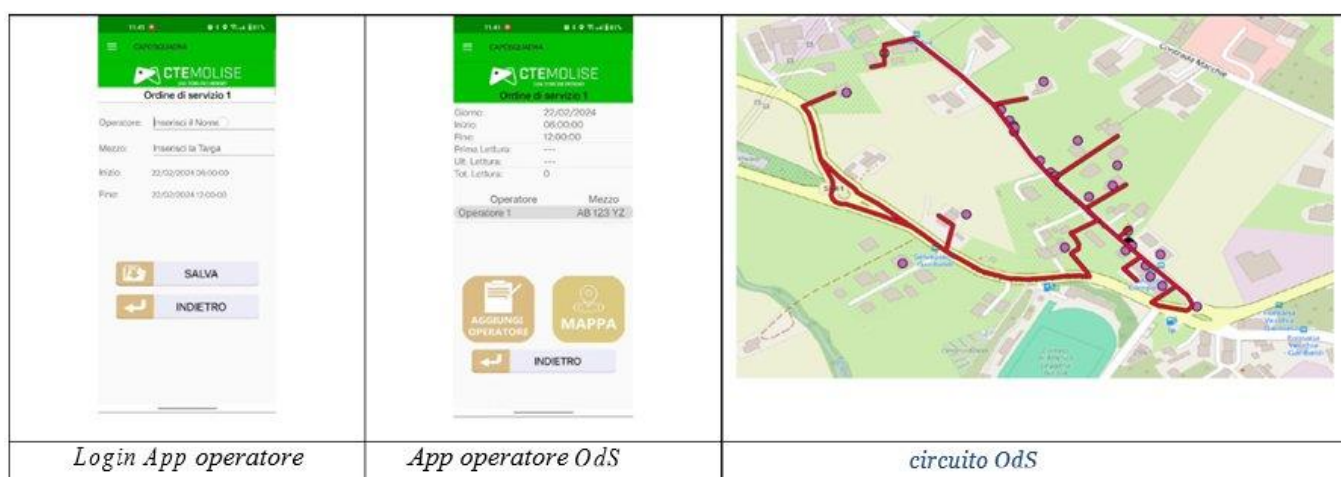 11:41
CAPOSQUADRA
CTEMOLISE
Ordine di servizio 1
Operatore: Inserisci il Nome
Mezzo: Inserisci la Targa
Inizio: 22/02/2024 06:00:00
Fine: 22/02/2024 12:00:00
SALVA
INDIETRO
Login App operatore
CAPOSQUADRA
CTEMOLISE
Ordine di servizio 1
Giorno: 22/02/2024
Inizio: 06:00:00
Fine: 12:00:00
Prima Lettura: ---
Ult. Lettura: ---
Tot. Lettura: 0
Operatore Mezzo
Operatore 1 AB 123 YZ
AGGIUNGI
OPERATORE
MAPPA
INDIETRO
App operatore OdS
Contrada Macchie
circuito OdS